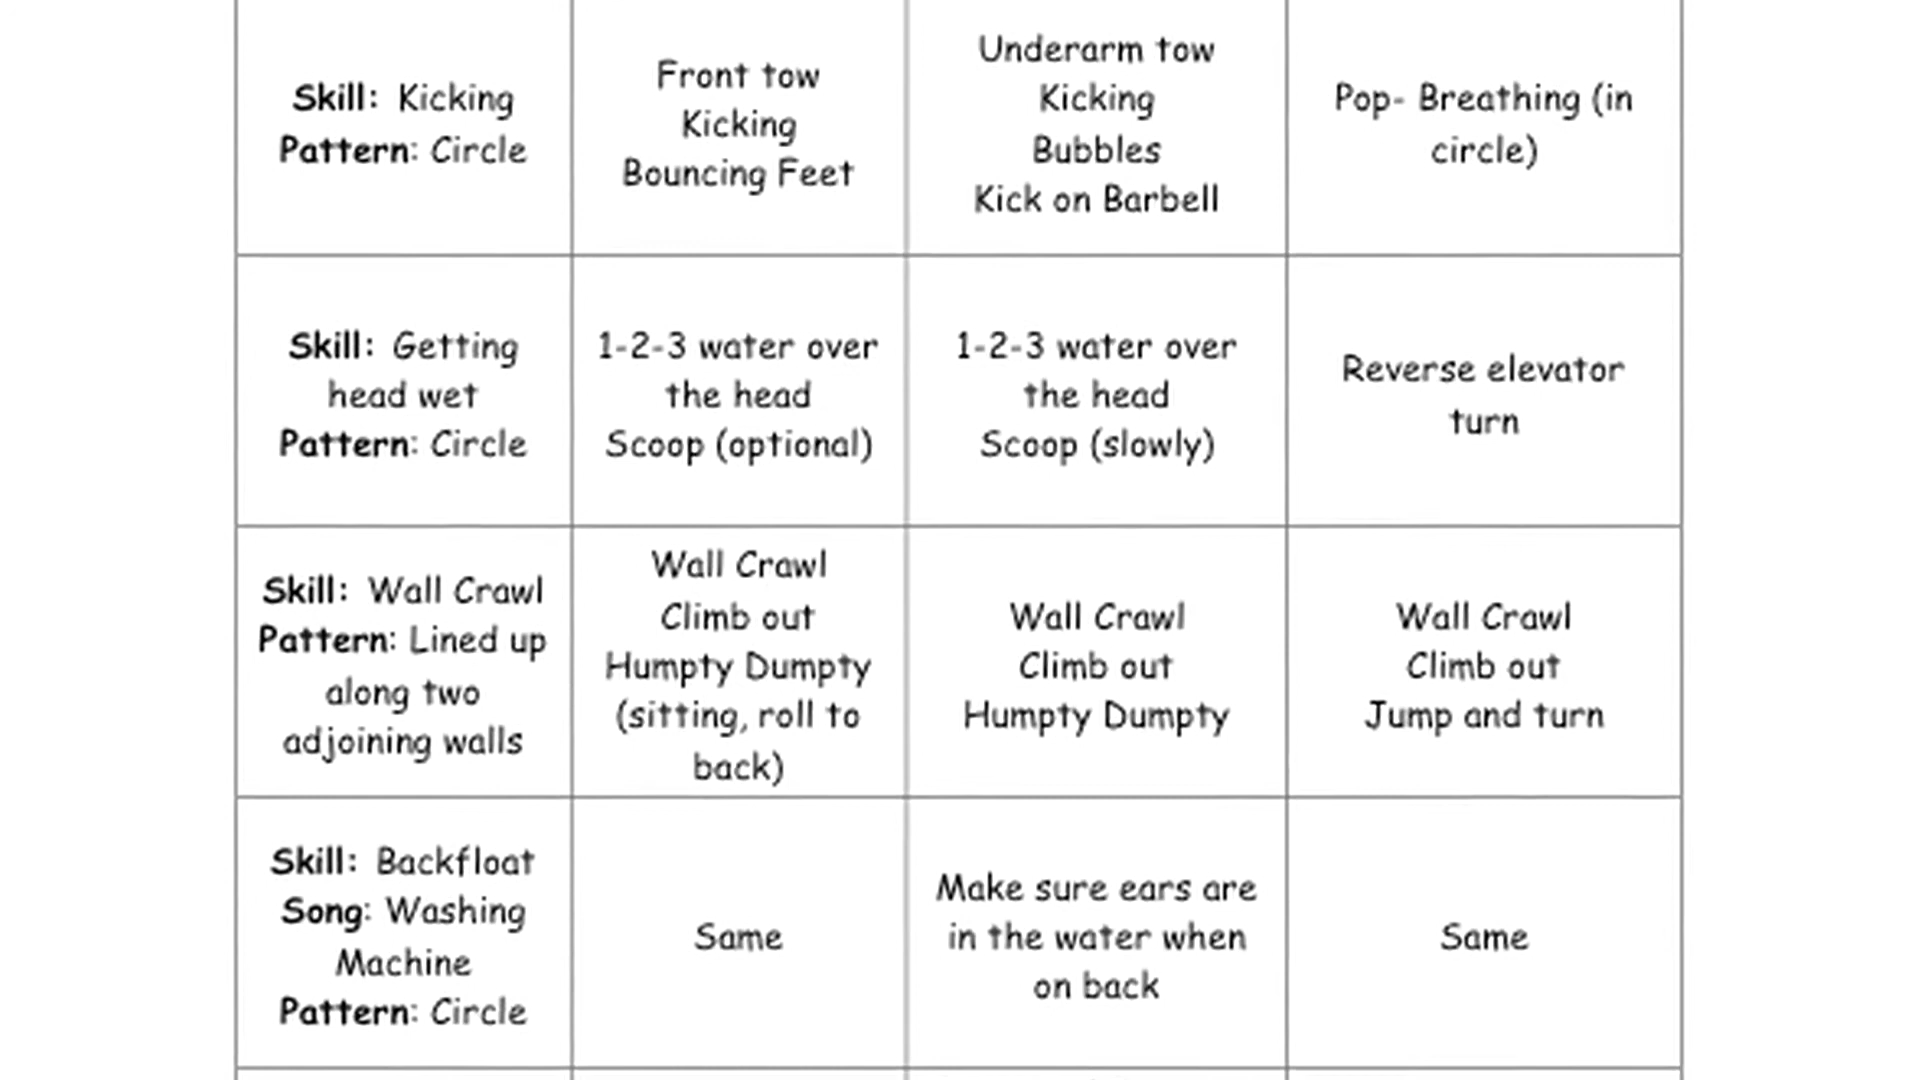 Skill: Kicking
Pattern: Circle
Front tow
Kicking
Bouncing Feet
Underarm tow
Kicking
Bubbles
Kick on Barbell
Pop- Breathing (in
circle)
Skill: Getting
head wet
Pattern: Circle
1-2-3 water over
the head
Scoop (optional)
1-2-3 water over
the head
Scoop (slowly)
Reverse elevator
turn
Skill: Wall Crawl
Pattern: Lined up
along two
adjoining walls
Wall Crawl
Climb out
Humpty Dumpty
(sitting, roll to
back)
Wall Crawl
Climb out
Humpty Dumpty
Wall Crawl
Climb out
Jump and turn
Skill: Backfloat
Song: Washing
Machine
Pattern: Circle
Same
Make sure ears are
in the water when
on back
Same